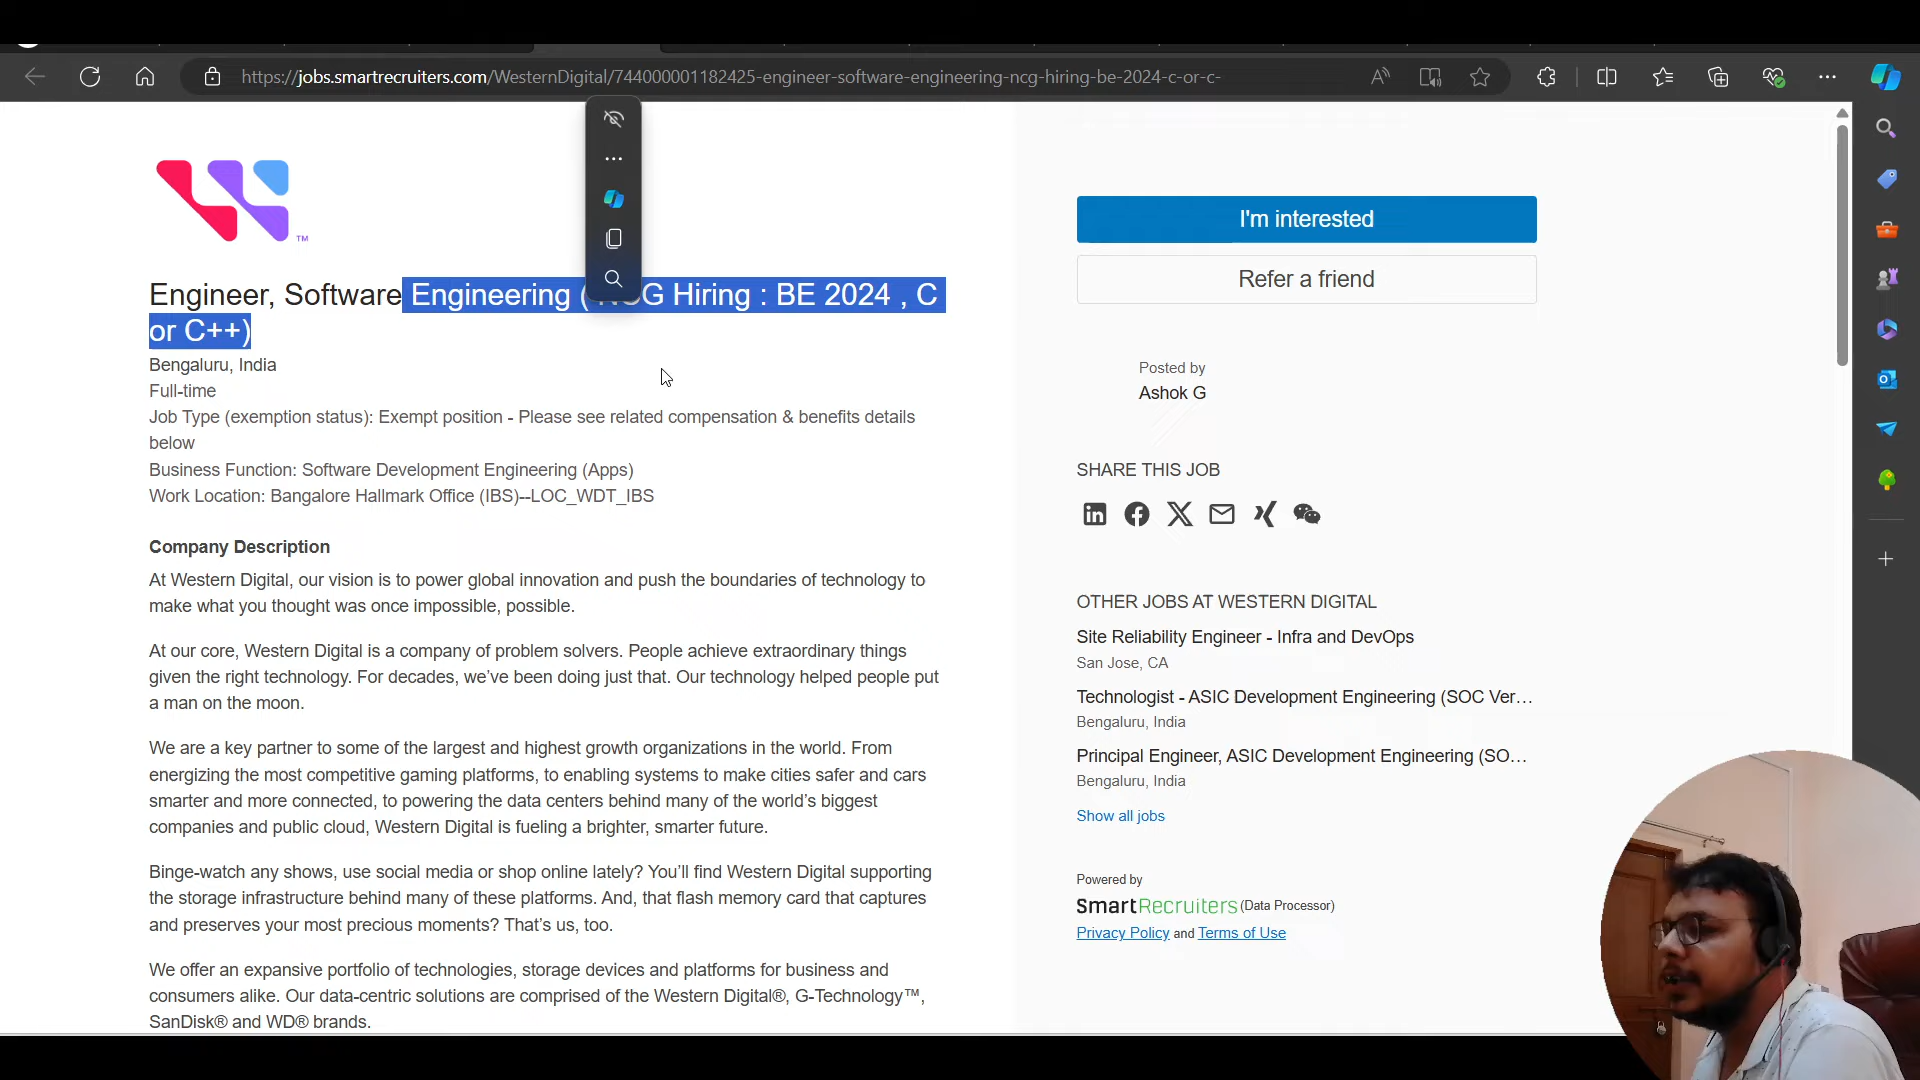 https://jobs.smartrecruiters.com/WesternDigital/744000001182425-engineer-software-engineering-ncg-hiring-be-2024-c-or-c-
TM
Engineer, Software Engineering ( NCG Hiring : BE 2024 , C
or C++)
Bengaluru, India
Full-time
Job Type (exemption status): Exempt position - Please see related compensation & benefits details
below
Business Function: Software Development Engineering (Apps)
Work Location: Bangalore Hallmark Office (IBS)--LOC_WDT_IBS
Company Description
At Western Digital, our vision is to power global innovation and push the boundaries of technology to
make what you thought was once impossible, possible.
At our core, Western Digital is a company of problem solvers. People achieve extraordinary things
given the right technology. For decades, we’ve been doing just that. Our technology helped people put
a man on the moon.
We are a key partner to some of the largest and highest growth organizations in the world. From
energizing the most competitive gaming platforms, to enabling systems to make cities safer and cars
smarter and more connected, to powering the data centers behind many of the world’s biggest
companies and public cloud, Western Digital is fueling a brighter, smarter future.
Binge-watch any shows, use social media or shop online lately? You’ll find Western Digital supporting
the storage infrastructure behind many of these platforms. And, that flash memory card that captures
and preserves your most precious moments? That’s us, too.
We offer an expansive portfolio of technologies, storage devices and platforms for business and
consumers alike. Our data-centric solutions are comprised of the Western Digital®, G-Technology™,
SanDisk® and WD® brands.
I'm interested
Refer a friend
Posted by
Ashok G
SHARE THIS JOB
OTHER JOBS AT WESTERN DIGITAL
Site Reliability Engineer - Infra and DevOps
San Jose, CA
Technologist - ASIC Development Engineering (SOC Ver...
Bengaluru, India
Principal Engineer, ASIC Development Engineering (SO...
Bengaluru, India
Show all jobs
Powered by
SmartRecruiters (Data Processor)
Privacy Policy and Terms of Use